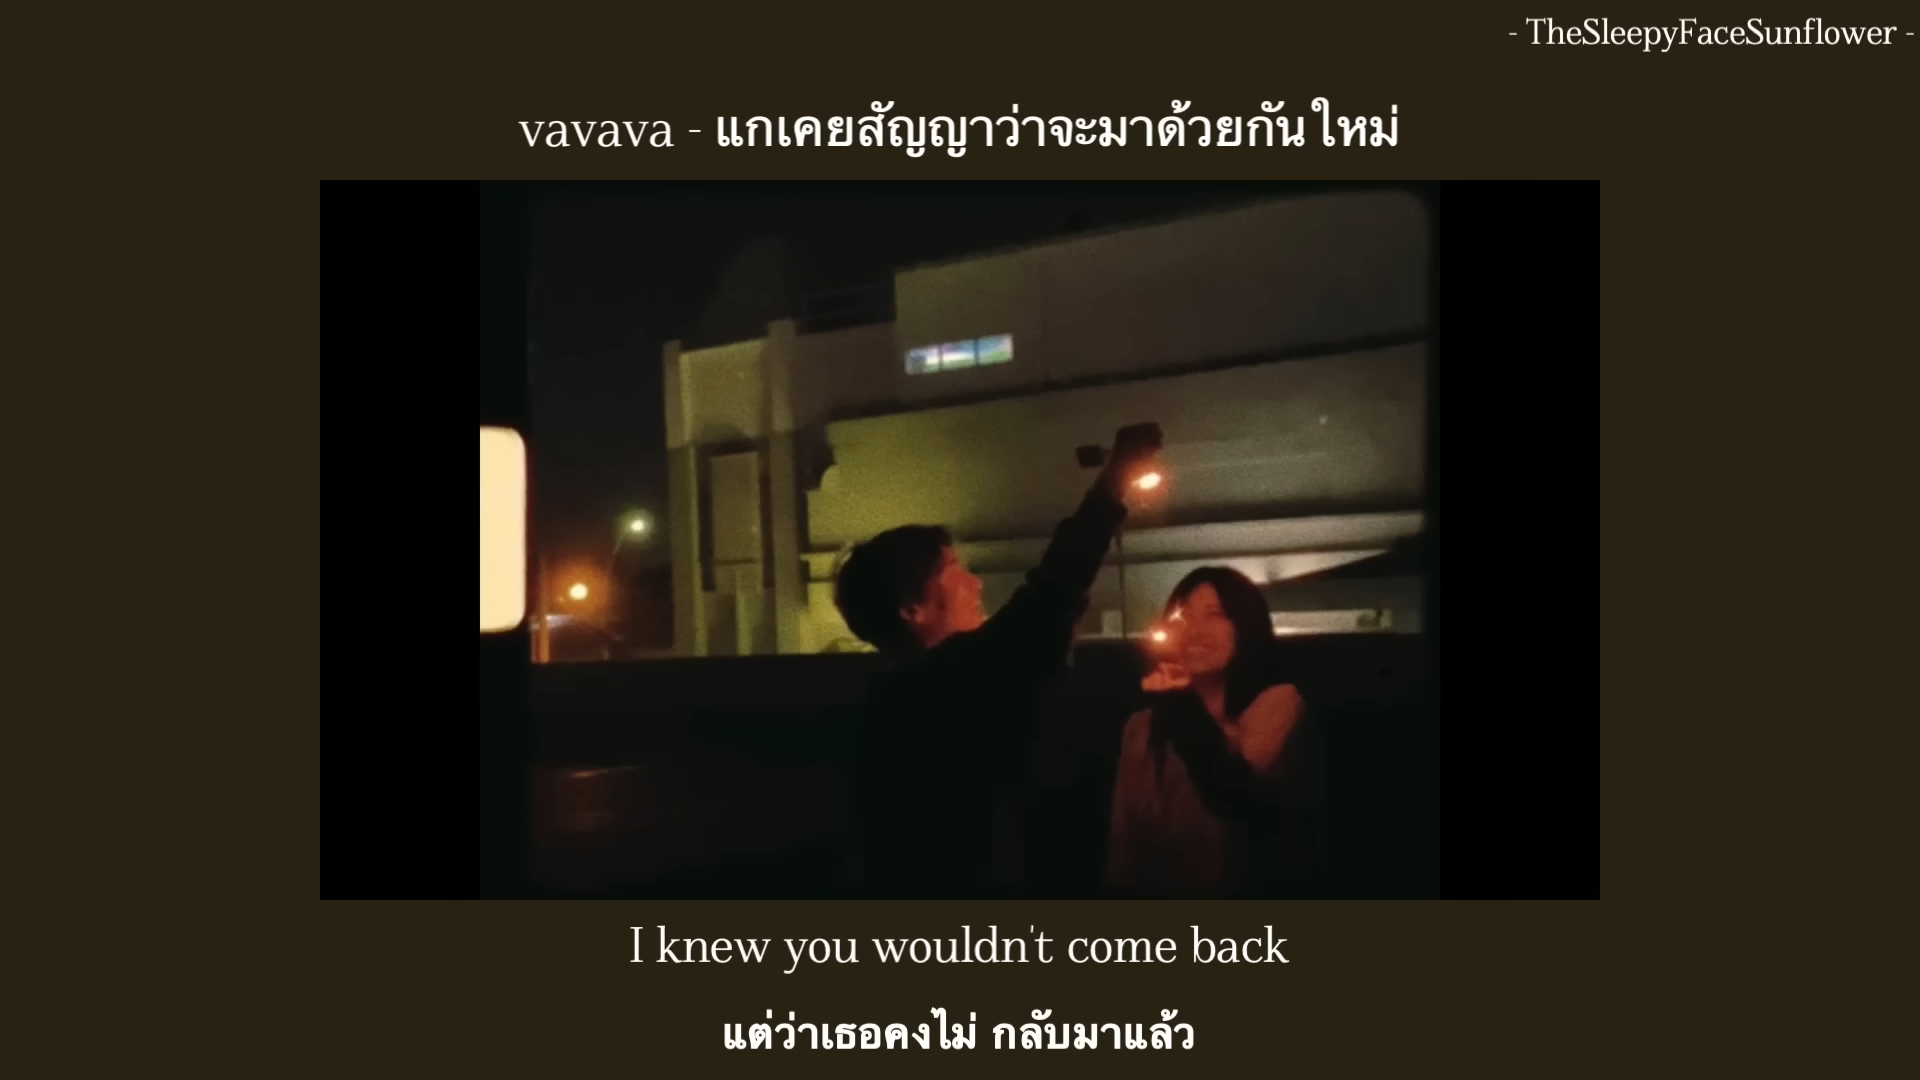 - TheSleepyFaceSunflower -
vavava - แกเคยสัญญาว่าจะมาด้วยกันใหม่
I knew you wouldn't come back
แต่ว่าเธอคงไม่ กลับมาแล้ว